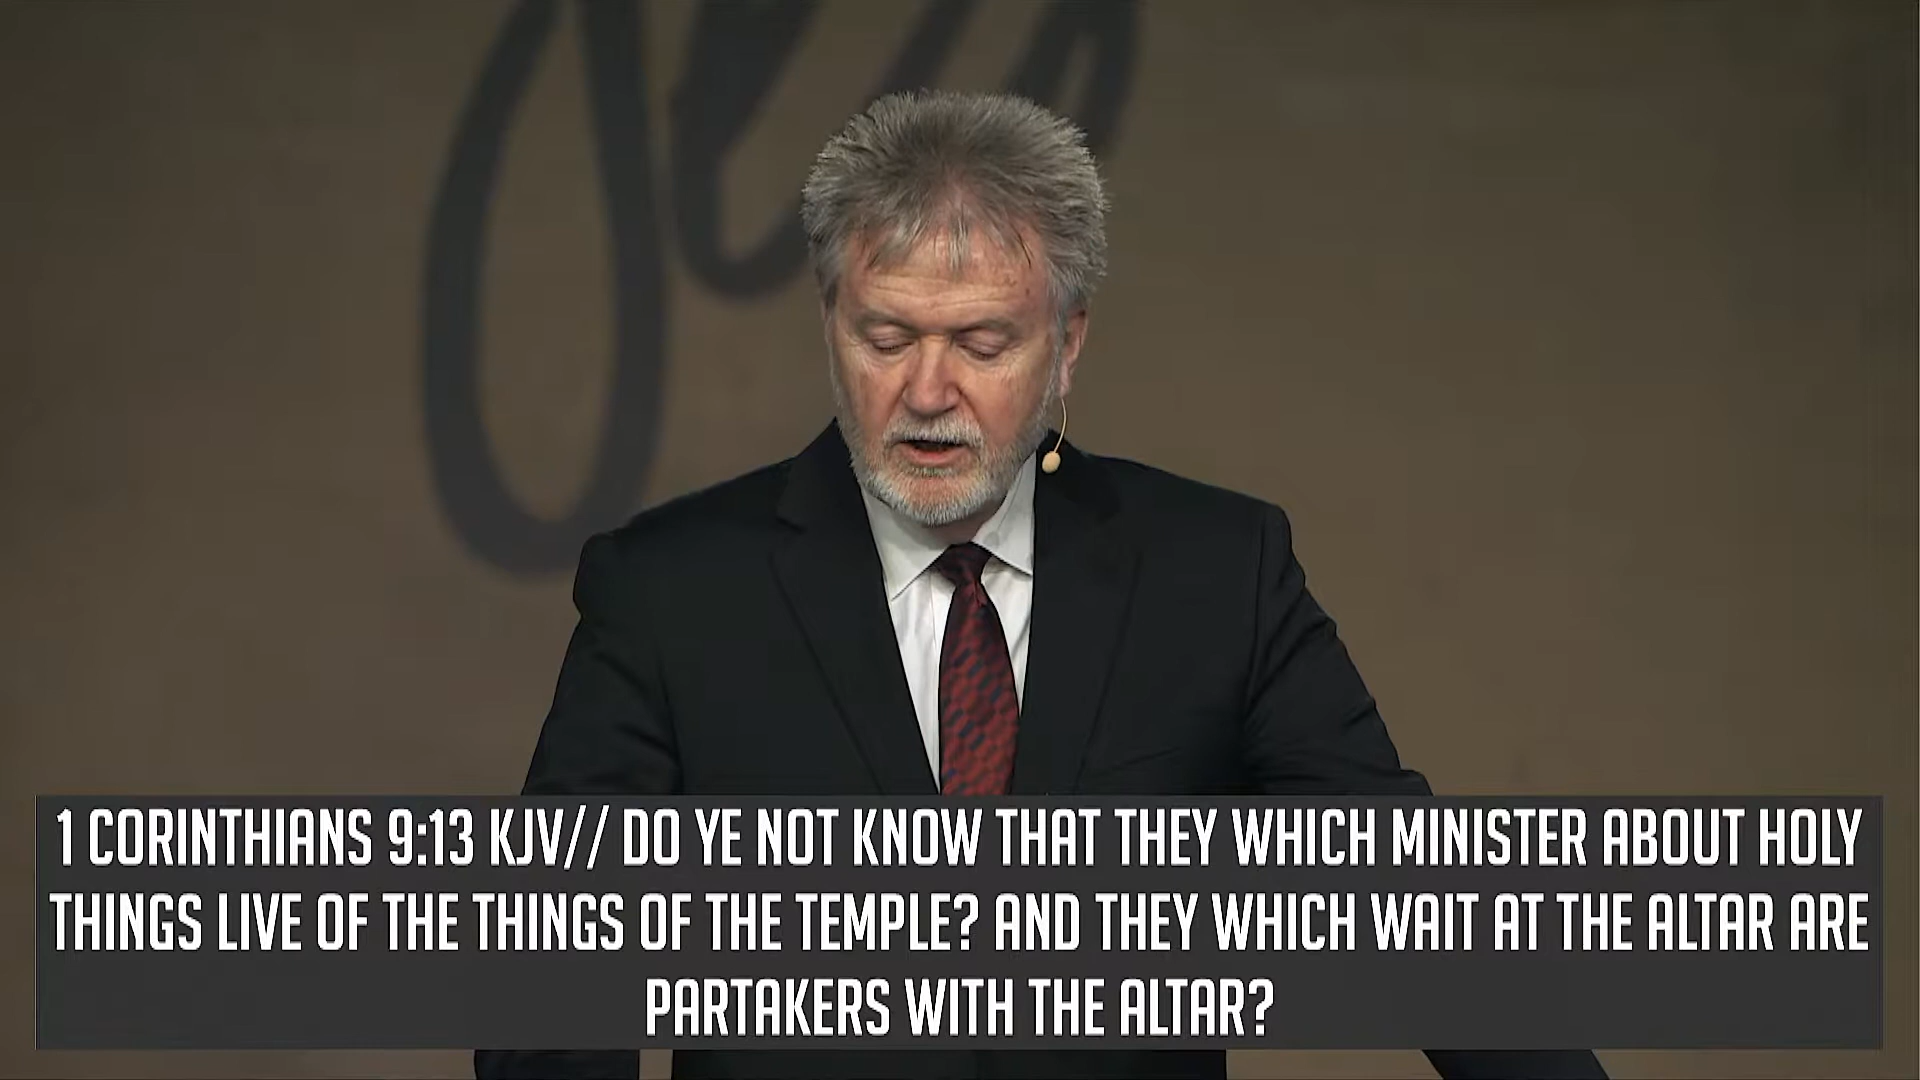 1 CORINTHIANS 9:13 KJV// DO YE NOT KNOW THAT THEY WHICH MINISTER ABOUT HOLY
THINGS LIVE OF THE THINGS OF THE TEMPLE? AND THEY WHICH WAIT AT THE ALTAR ARE
PARTAKERS WITH THE ALTAR?